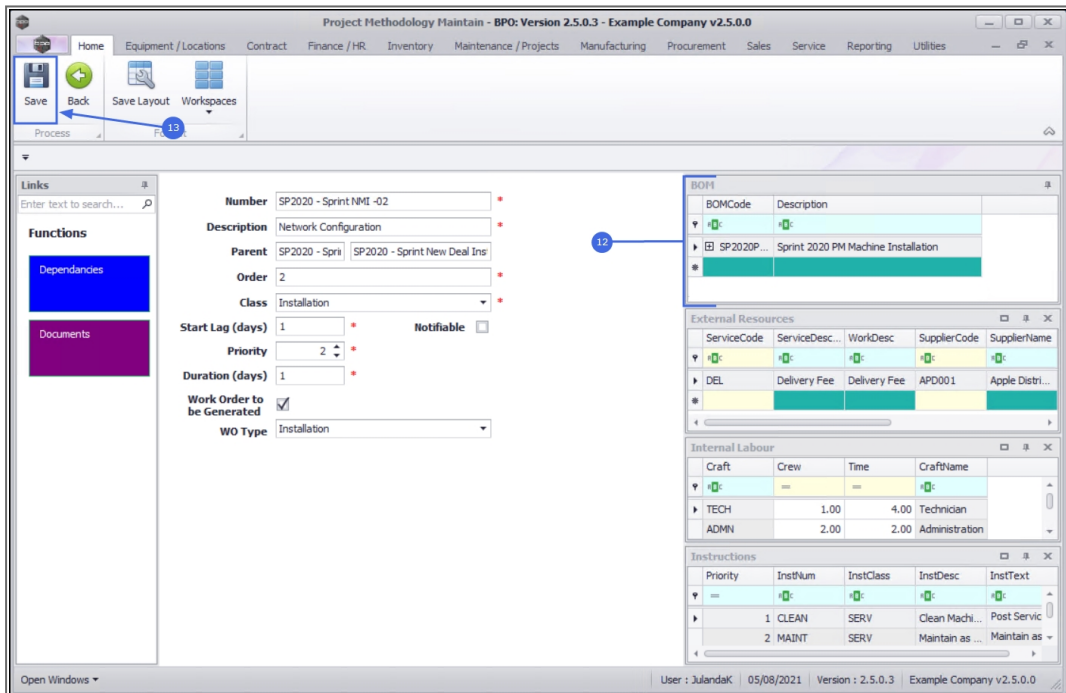 Project Methodology Maintain - BPO: Version 2.5.0.3 - Example Company v2.5.0.0
Home Equipment / Locations Contract Finance / HR Inventory Maintenance / Projects Manufacturing Procurement Sales Service Reporting Utilities
Save Back Save Layout Workspaces
13
Process
Links
Enter text to search...
Functions
Dependancies
Documents
Number SP2020 - Sprint NMI -02 *
Description Network Configuration *
Parent SP2020 - Spri SP2020 - Sprint New Deal Ins
Order 2 *
Class Installation *
Start Lag (days) 1 * Notifiable
Priority 2 *
Duration (days) 1 *
Work Order to
be Generated
WO Type Installation
12
BOM
BOMCode Description
SP2020P... Sprint 2020 PM Machine Installation
External Resources
ServiceCode ServiceDesc... WorkDesc SupplierCode SupplierName
DEL Delivery Fee Delivery Fee APD001 Apple Distri...
Internal Labour
Craft Crew Time CraftName
TECH 1.00 4.00 Technician
ADMN 2.00 2.00 Administration
Instructions
Priority InstNum InstClass InstDesc InstText
1 CLEAN SERV Clean Machi... Post Servic
2 MAINT SERV Maintain as ... Maintain as
Open Windows User : JulandaK 05/08/2021 Version : 2.5.0.3 Example Company v2.5.0.0